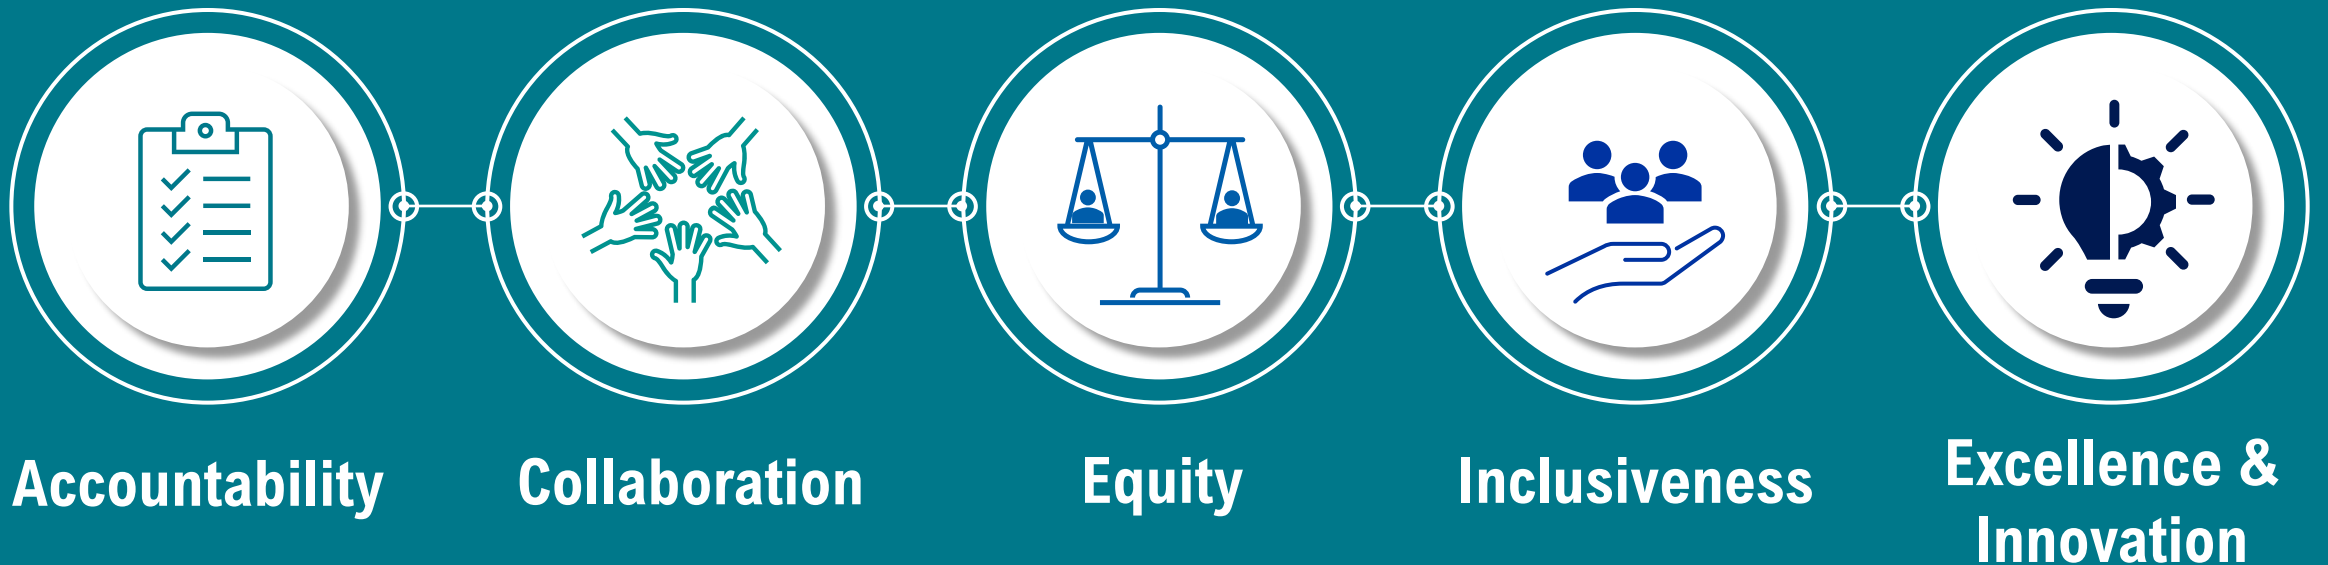 Accountability
Collaboration
Equity
Inclusiveness
Excellence &
Innovation